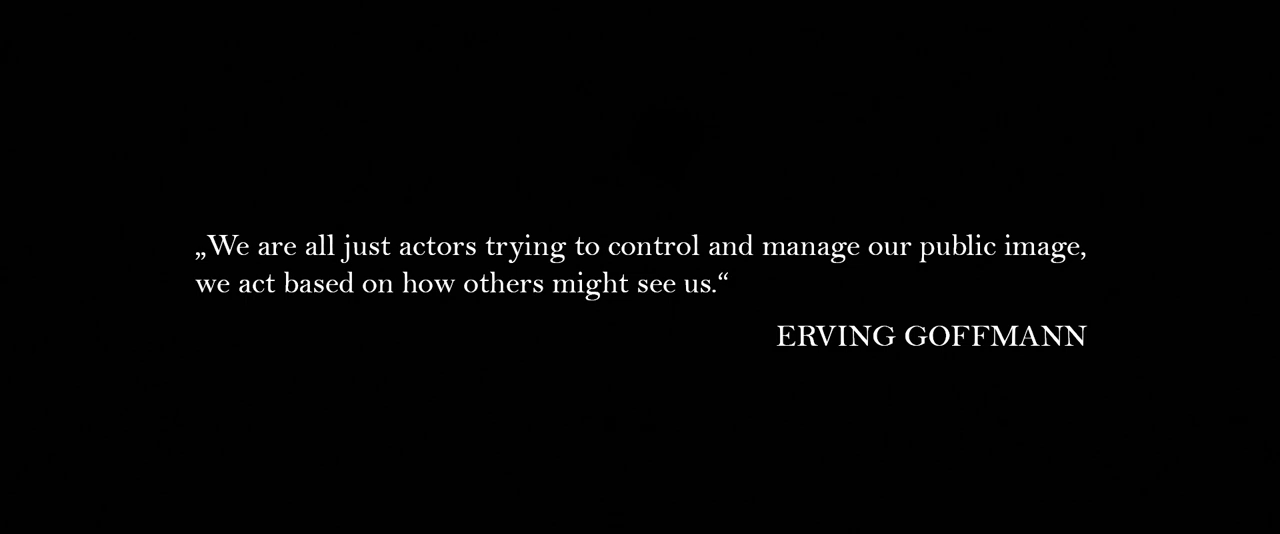 „We are all just actors trying to control and manage our public image,
we act based on how others might see us.“
ERVING GOFFMANN